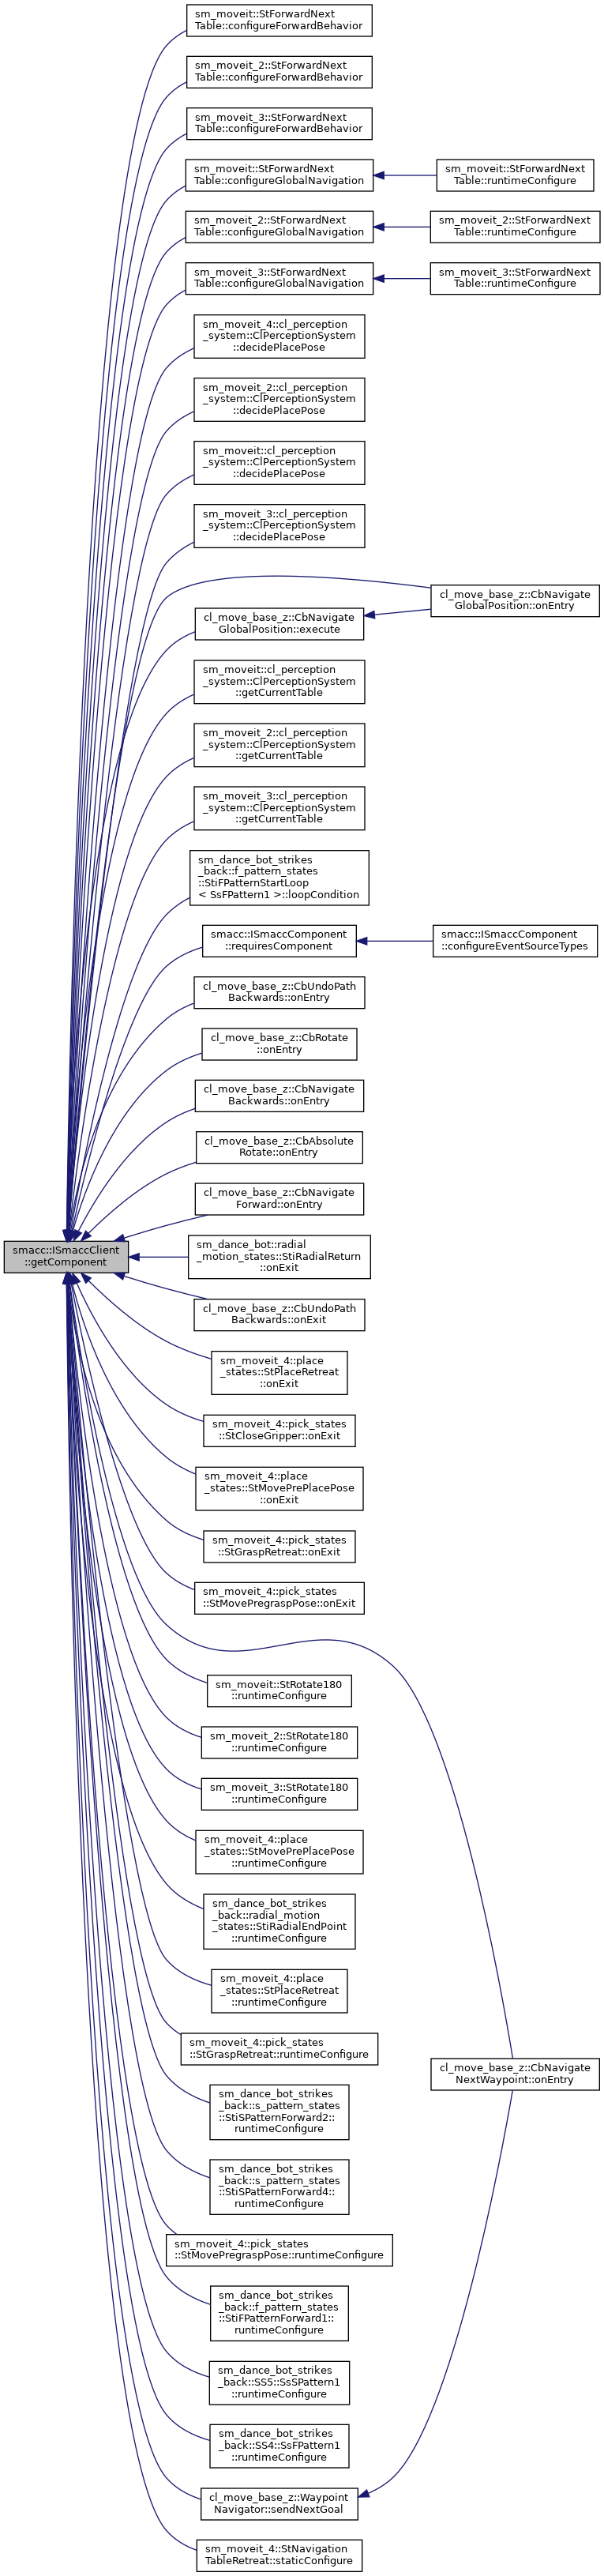 sm_moveit::StForwardNext
Table::configureForwardBehavior
sm_moveit_2::StForwardNext
Table::configureForwardBehavior
sm_moveit_3::StForwardNext
Table::configureForwardBehavior
sm_moveit::StForwardNext
Table::configureGlobalNavigation
sm_moveit::StForwardNext
Table::runtimeConfigure
sm_moveit_2::StForwardNext
Table::configureGlobalNavigation
sm_moveit_2::StForwardNext
Table::runtimeConfigure
sm_moveit_3::StForwardNext
Table::configureGlobalNavigation
sm_moveit_3::StForwardNext
Table::runtimeConfigure
sm_moveit_4::cl_perception
_system::ClPerceptionSystem
::decidePlacePose
sm_moveit_2::cl_perception
_system::ClPerceptionSystem
::decidePlacePose
sm_moveit::cl_perception
_system::ClPerceptionSystem
::decidePlacePose
sm_moveit_3::cl_perception
_system::ClPerceptionSystem
::decidePlacePose
cl_move_base_z::CbNavigate
GlobalPosition::onEntry
cl_move_base_z::CbNavigate
GlobalPosition::execute
sm_moveit::cl_perception
_system::ClPerceptionSystem
::getCurrentTable
sm_moveit_2::cl_perception
_system::ClPerceptionSystem
::getCurrentTable
sm_moveit_3::cl_perception
_system::ClPerceptionSystem
::getCurrentTable
sm_dance_bot_strikes
_back::f_pattern_states
::StiFPatternStartLoop
< SsFPattern1 >::loopCondition
smacc::ISmaccComponent
::requiresComponent
smacc::ISmaccComponent
::configureEventSourceTypes
cl_move_base_z::CbUndoPath
Backwards::onEntry
cl_move_base_z::CbRotate
::onEntry
cl_move_base_z::CbNavigate
Backwards::onEntry
cl_move_base_z::CbAbsolute
Rotate::onEntry
cl_move_base_z::CbNavigate
Forward::onEntry
smacc::ISmaccClient
::getComponent
sm_dance_bot::radial
_motion_states::StiRadialReturn
::onExit
cl_move_base_z::CbUndoPath
Backwards::onExit
sm_moveit_4::place
_states::StPlaceRetreat
::onExit
sm_moveit_4::pick_states
::StCloseGripper::onExit
sm_moveit_4::place
_states::StMovePrePlacePose
::onExit
sm_moveit_4::pick_states
::StGraspRetreat::onExit
sm_moveit_4::pick_states
::StMovePregraspPose::onExit
sm_moveit::StRotate180
::runtimeConfigure
sm_moveit_2::StRotate180
::runtimeConfigure
sm_moveit_3::StRotate180
::runtimeConfigure
sm_moveit_4::place
_states::StMovePrePlacePose
::runtimeConfigure
sm_dance_bot_strikes
_back::radial_motion
_states::StiRadialEndPoint
::runtimeConfigure
sm_moveit_4::place
_states::StPlaceRetreat
::runtimeConfigure
sm_moveit_4::pick_states
::StGraspRetreat::runtimeConfigure
cl_move_base_z::CbNavigate
NextWaypoint::onEntry
sm_dance_bot_strikes
_back::s_pattern_states
::StiSPatternForward2::
runtimeConfigure
sm_dance_bot_strikes
_back::s_pattern_states
::StiSPatternForward4::
runtimeConfigure
sm_moveit_4::pick_states
::StMovePregraspPose::runtimeConfigure
sm_dance_bot_strikes
_back::f_pattern_states
::StiFPatternForward1::
runtimeConfigure
sm_dance_bot_strikes
_back::SS5::SsSPattern1
::runtimeConfigure
sm_dance_bot_strikes
_back::SS4::SsFPattern1
::runtimeConfigure
cl_move_base_z::Waypoint
Navigator::sendNextGoal
sm_moveit_4::StNavigation
TableRetreat::staticConfigure